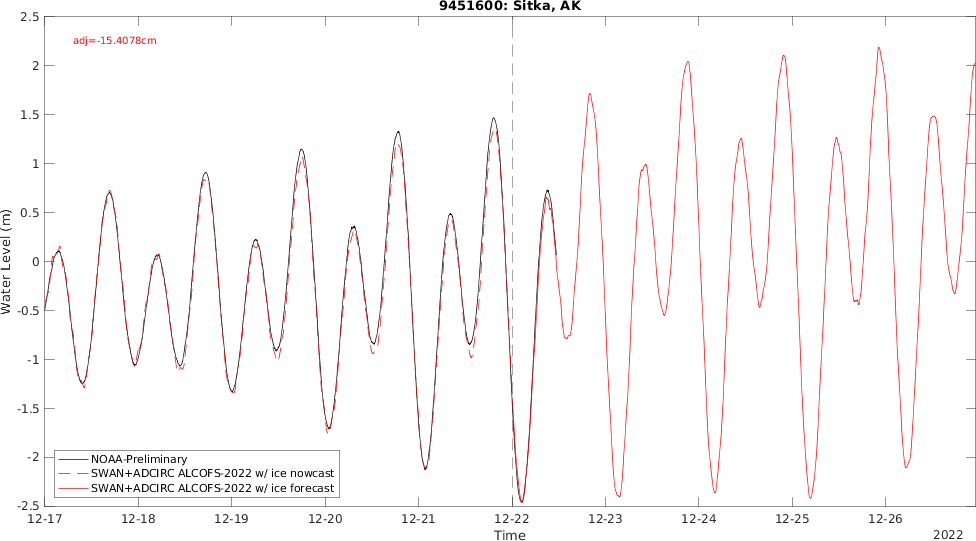 9451600: Sitka, AK
adj=-15.4078cm
2.5
2
1.5
1
0.5
0
-0.5
-1
-1.5
-2
-2.5
Water Level (m)
NOAA-Preliminary
SWAN+ADCIRC ALCOFS-2022 w/ ice nowcast
SWAN+ADCIRC ALCOFS-2022 w/ ice forecast
12-17 12-18 12-19 12-20 12-21 12-22 12-23 12-24 12-25 12-26
Time
2022